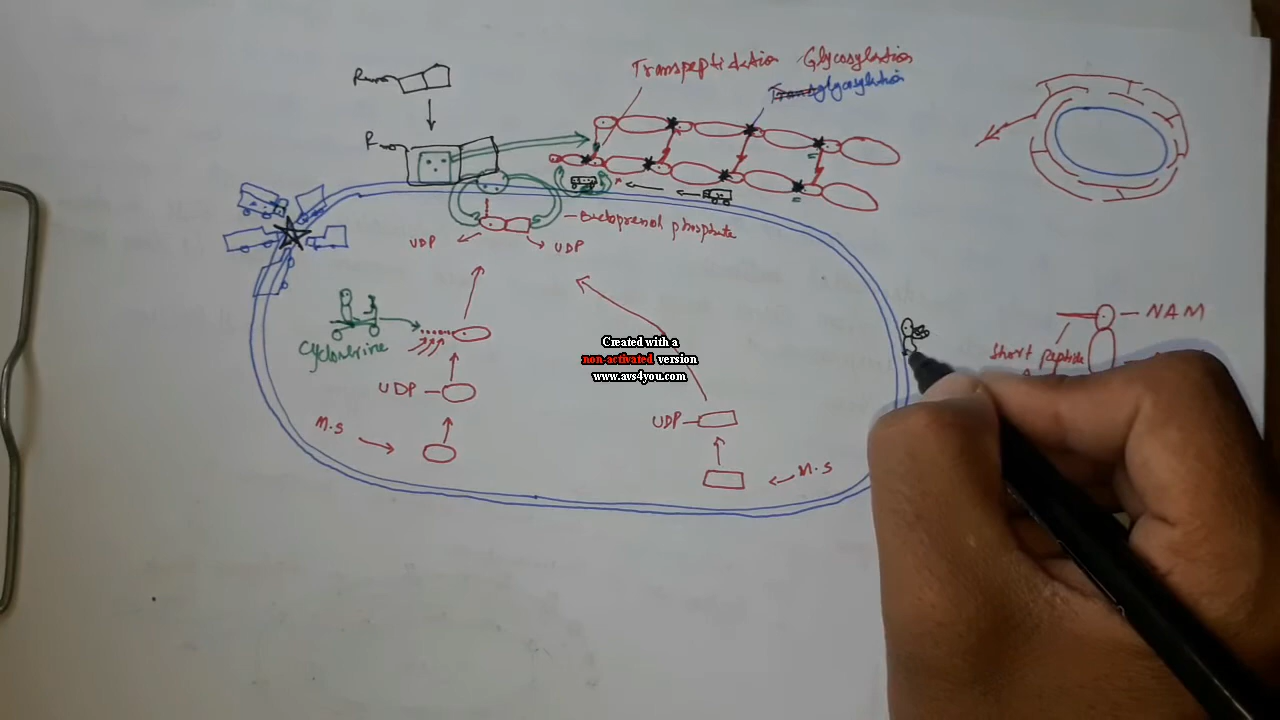 Transpeptidation Glycosylation
Transglycosylation
R
R
Bactoprenol phosphate
UDP
UDP
Cycloserine
UDP
M.S
UDP
M.S
NAM
Short peptide
Created with a
non-activated version
www.avs4you.com